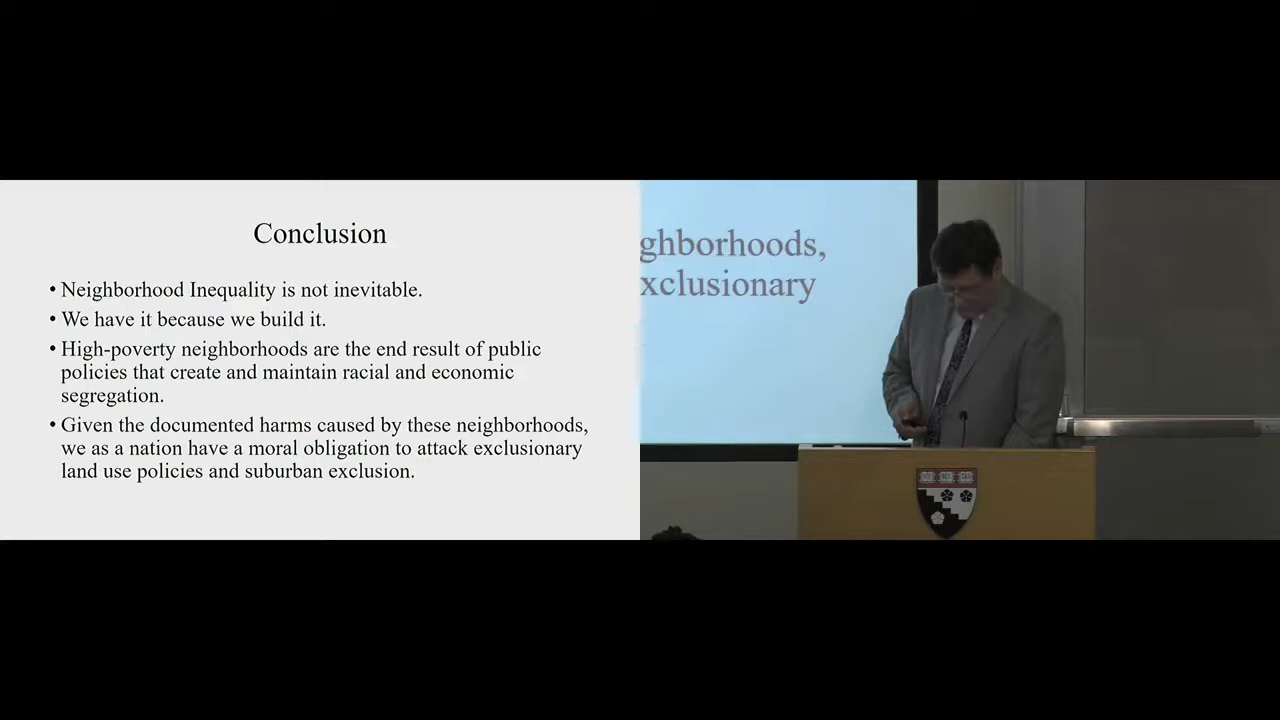 Conclusion
• Neighborhood Inequality is not inevitable.
• We have it because we build it.
• High-poverty neighborhoods are the end result of public
policies that create and maintain racial and economic
segregation.
• Given the documented harms caused by these neighborhoods,
we as a nation have a moral obligation to attack exclusionary
land use policies and suburban exclusion.
ghborhoods,
xclusionary